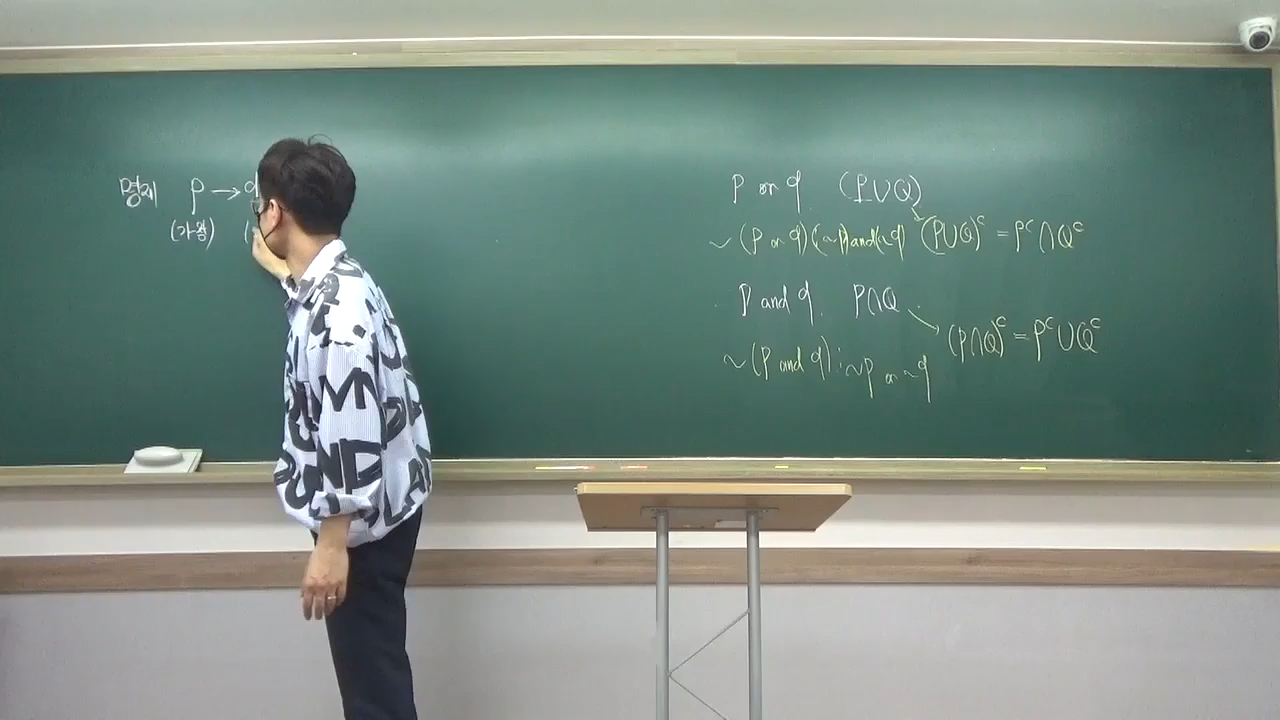 명제 p → q
(가정) (
p or q (P∪Q)
~(p or q) (~p) and (~q) (P∪Q)ᶜ = Pᶜ∩Qᶜ
p and q P∩Q
(P∩Q)ᶜ = Pᶜ∪Qᶜ
~(p and q) : ~p or ~q